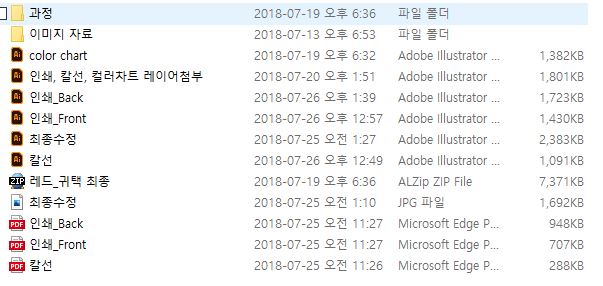 과정 2018-07-19 오후 6:36 파일 폴더
이미지 자료 2018-07-13 오후 6:53 파일 폴더
color chart 2018-07-19 오후 6:32 Adobe Illustrator ... 1,382KB
인쇄, 칼선, 컬러차트 레이어첨부 2018-07-20 오후 1:51 Adobe Illustrator ... 1,801KB
인쇄_Back 2018-07-26 오후 1:39 Adobe Illustrator ... 1,723KB
인쇄_Front 2018-07-26 오후 12:57 Adobe Illustrator ... 1,430KB
최종수정 2018-07-25 오전 1:27 Adobe Illustrator ... 2,383KB
칼선 2018-07-26 오후 12:49 Adobe Illustrator ... 1,091KB
레드_귀택 최종 2018-07-19 오후 6:36 ALZip ZIP File 7,371KB
최종수정 2018-07-25 오전 1:10 JPG 파일 1,692KB
인쇄_Back 2018-07-25 오전 11:27 Microsoft Edge P... 948KB
인쇄_Front 2018-07-25 오전 11:27 Microsoft Edge P... 707KB
칼선 2018-07-25 오전 11:26 Microsoft Edge P... 288KB